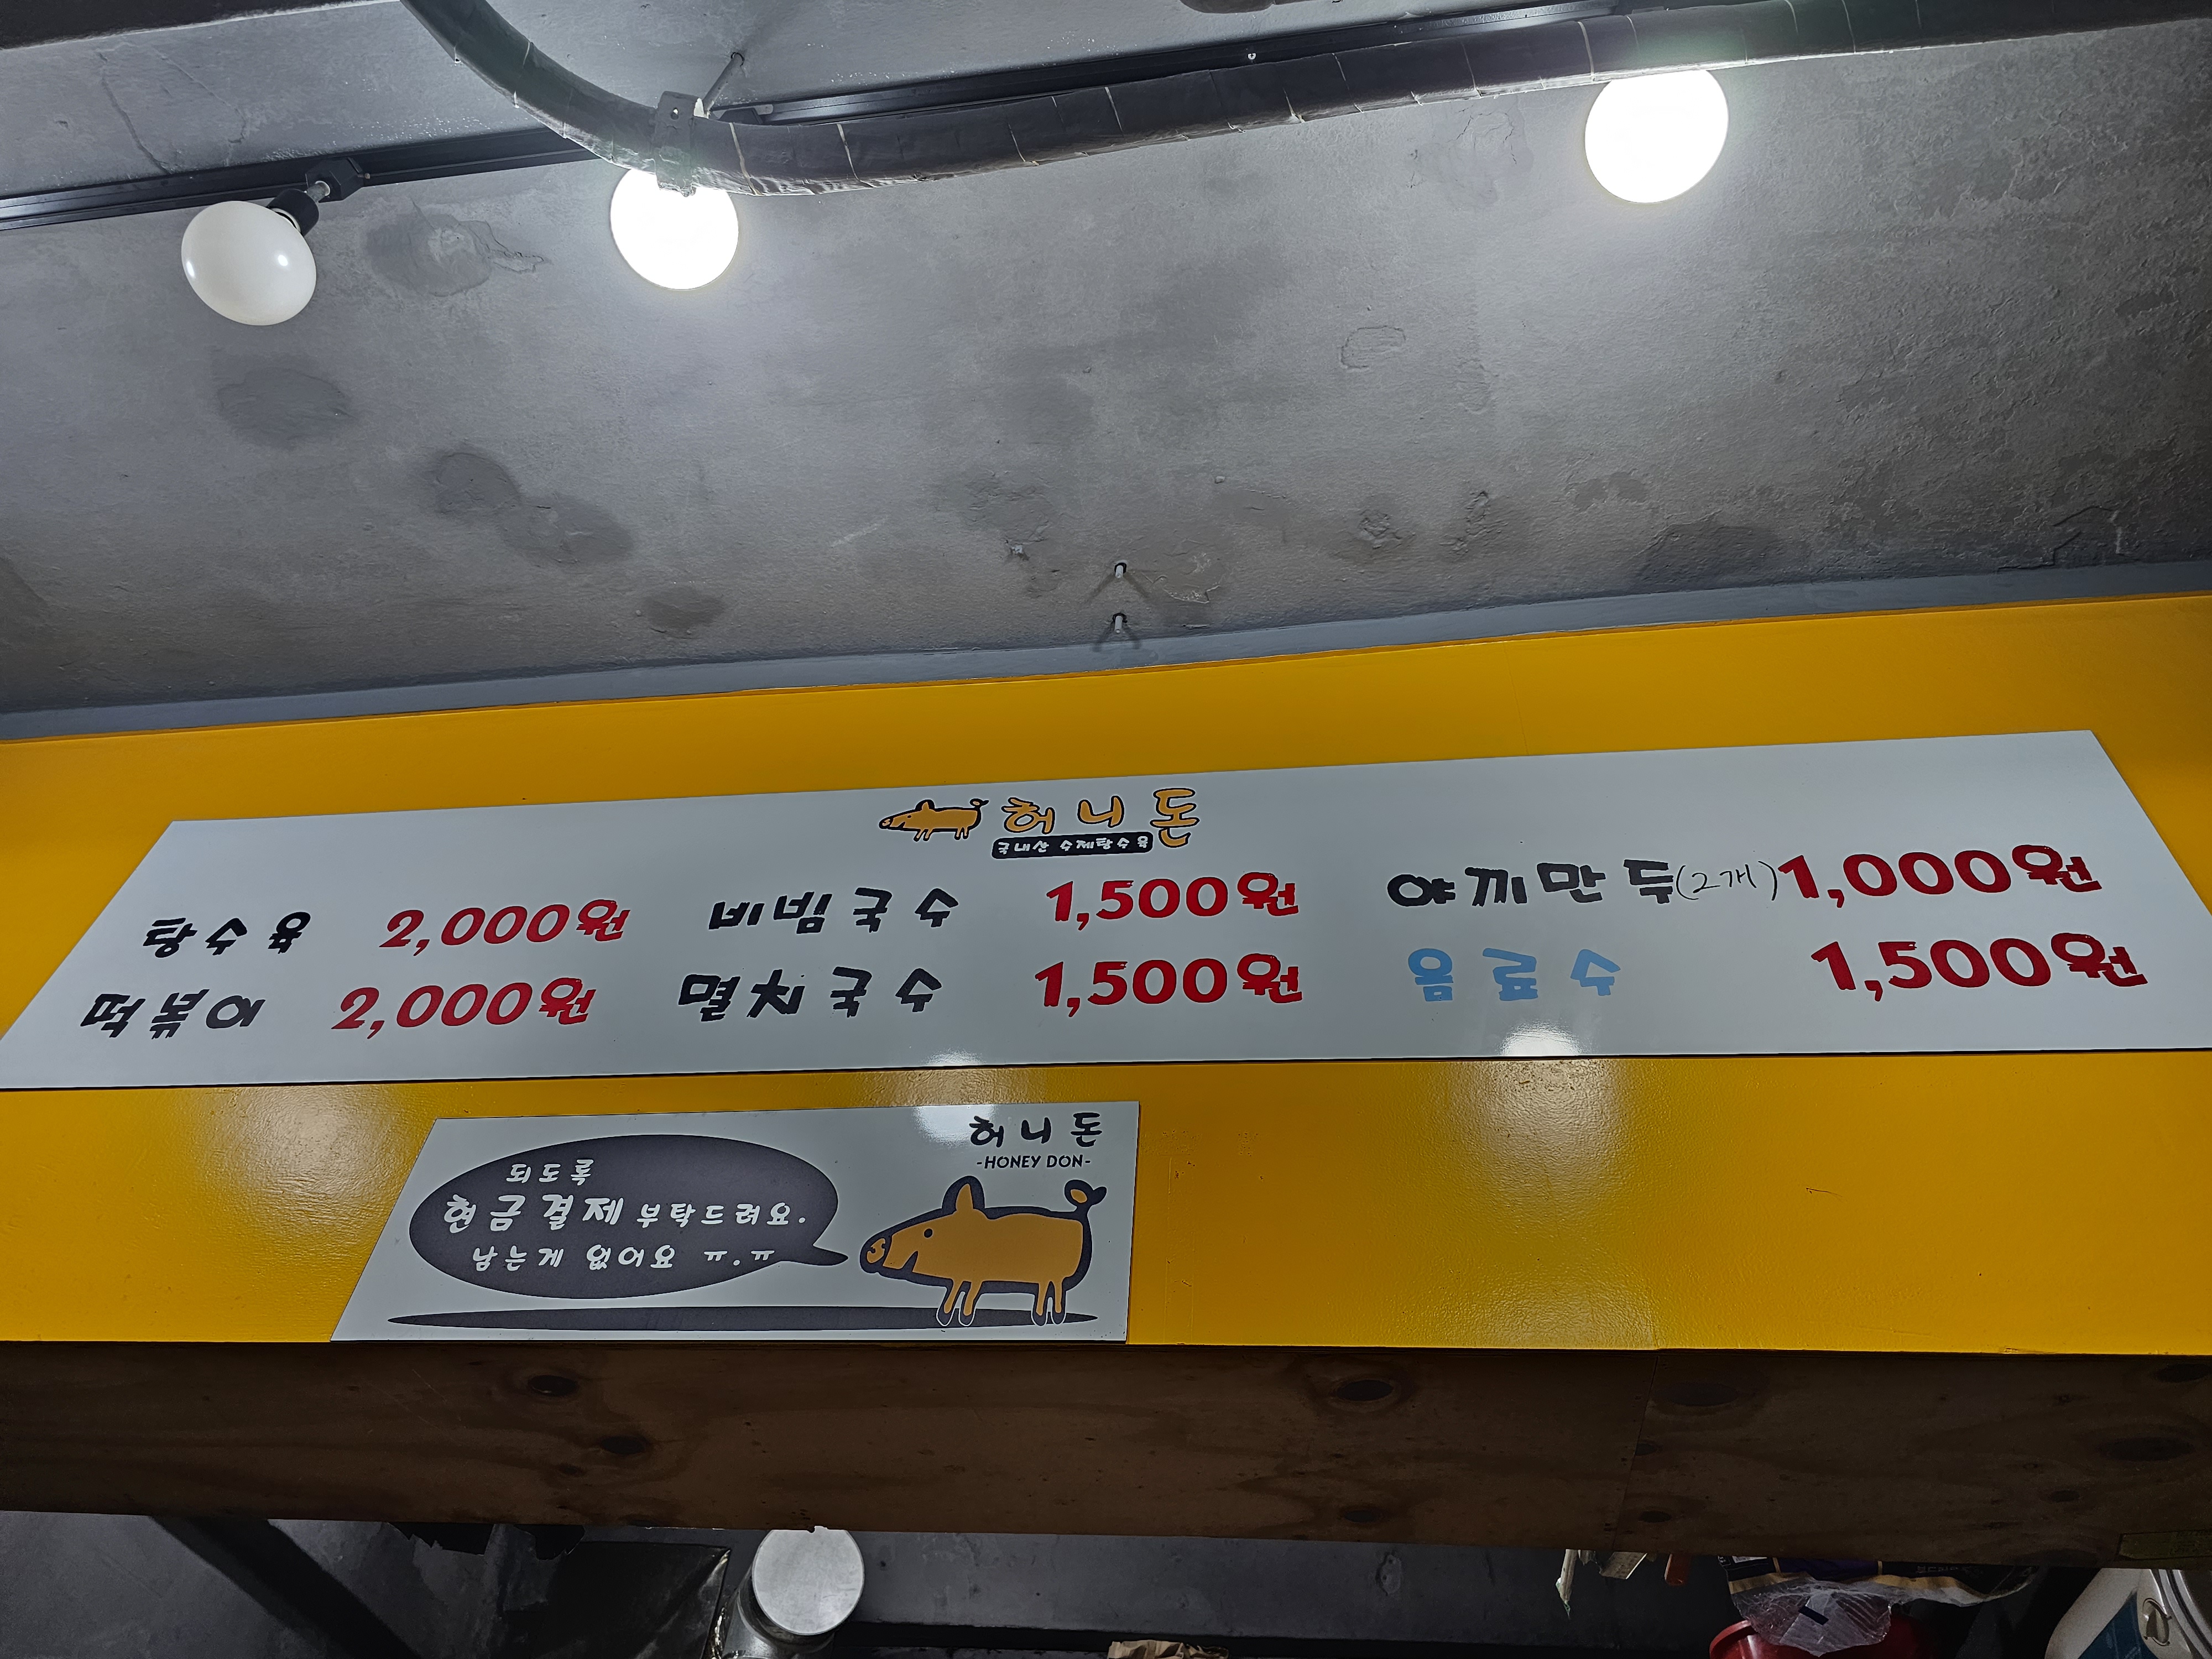 허니돈
국내산 수제탕수육
탕수육 2,000원 비빔국수 1,500원 야끼만두(2개) 1,000원
떡볶이 2,000원 멸치국수 1,500원 음료수 1,500원
허니돈
-HONEY DON-
되도록
현금결제 부탁드려요.
남는게 없어요 ㅠ.ㅠ